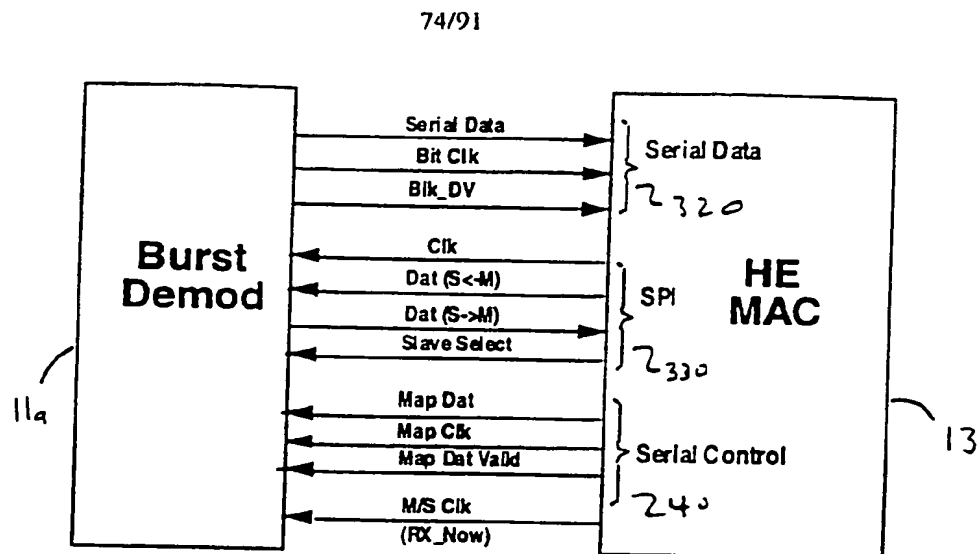 74/91
Serial Data
Bit Clk
Blk_DV
Serial Data
320
Burst
Demod
HE
MAC
Clk
Dat (S<-M)
Dat (S->M)
Slave Select
SPI
330
Map Dat
Map Clk
Map Dat Valid
Serial Control
240
M/S Clk
(RX_Now)
11a
13